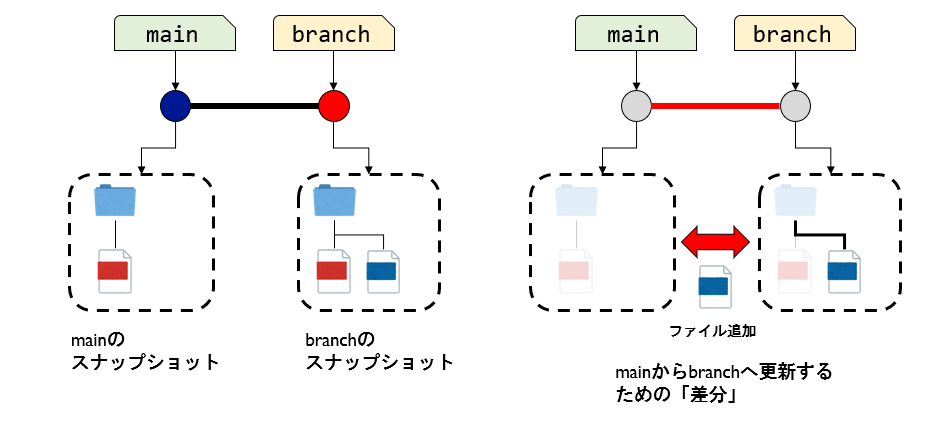 main
branch
main
branch
mainの
スナップショット
branchの
スナップショット
ファイル追加
mainからbranchへ更新する
ための「差分」